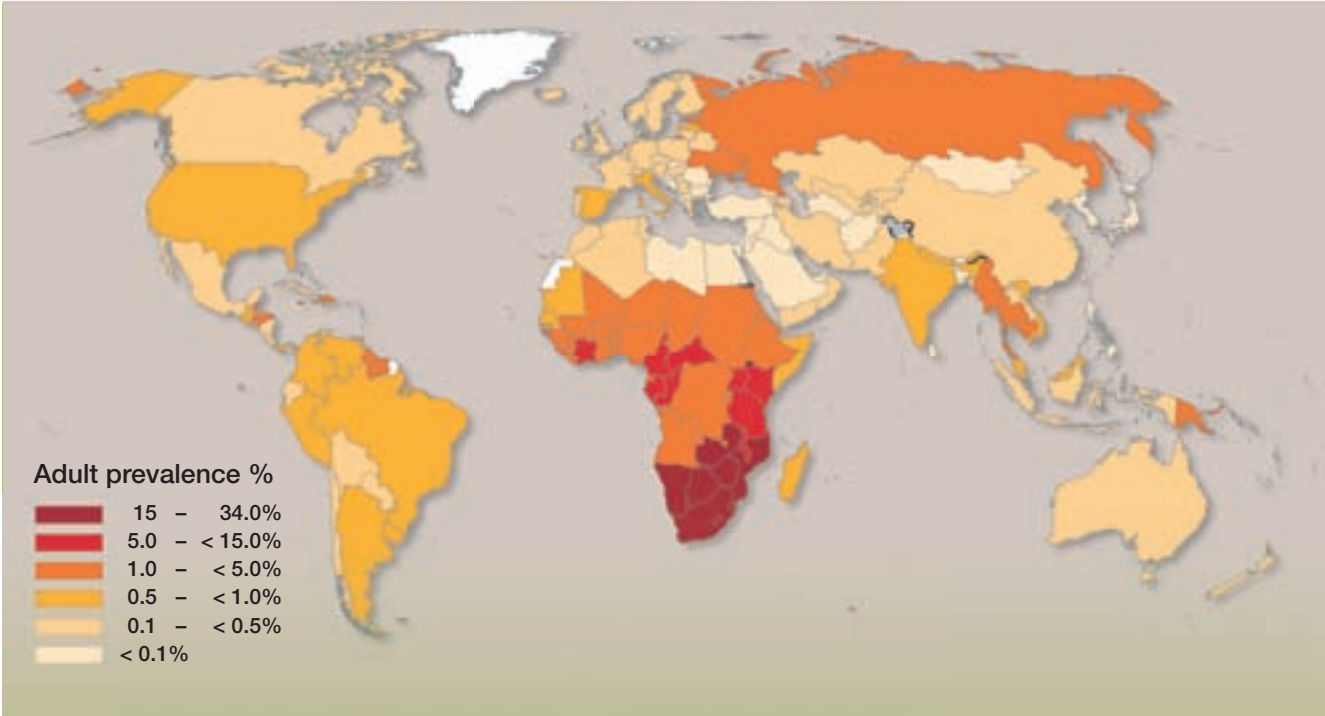 Adult prevalence %
15 – 34.0%
5.0 – < 15.0%
1.0 – < 5.0%
0.5 – < 1.0%
0.1 – < 0.5%
< 0.1%